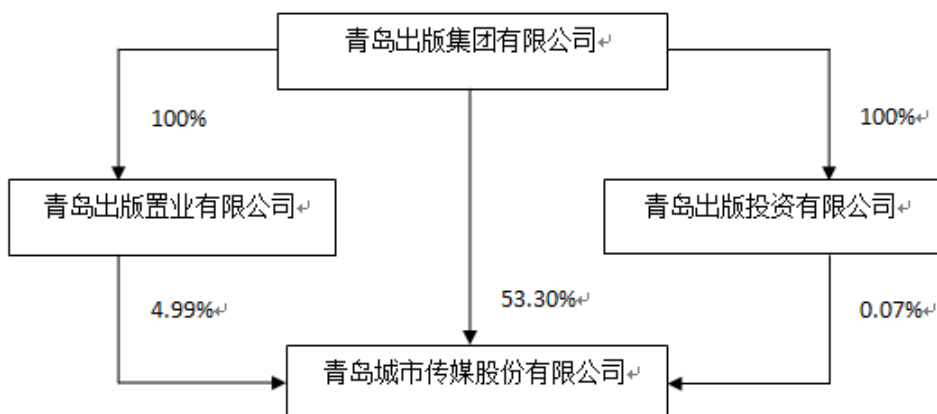 青岛出版集团有限公司
100%
100%
青岛出版置业有限公司
青岛出版投资有限公司
4.99%
53.30%
0.07%
青岛城市传媒股份有限公司